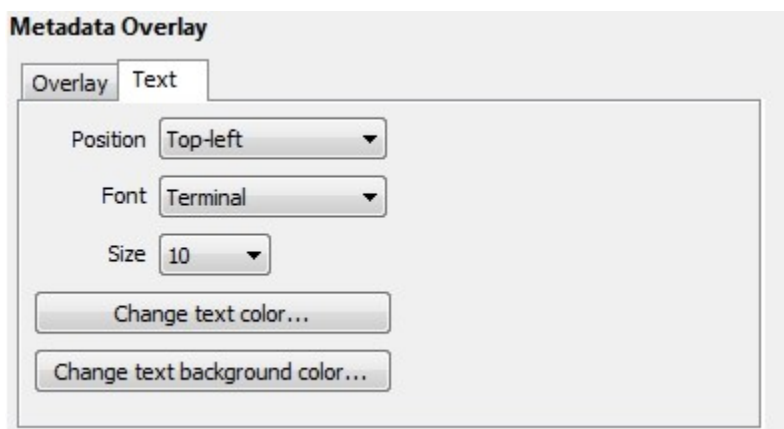 Metadata Overlay
Overlay Text
Position Top-left
Font Terminal
Size 10
Change text color...
Change text background color...